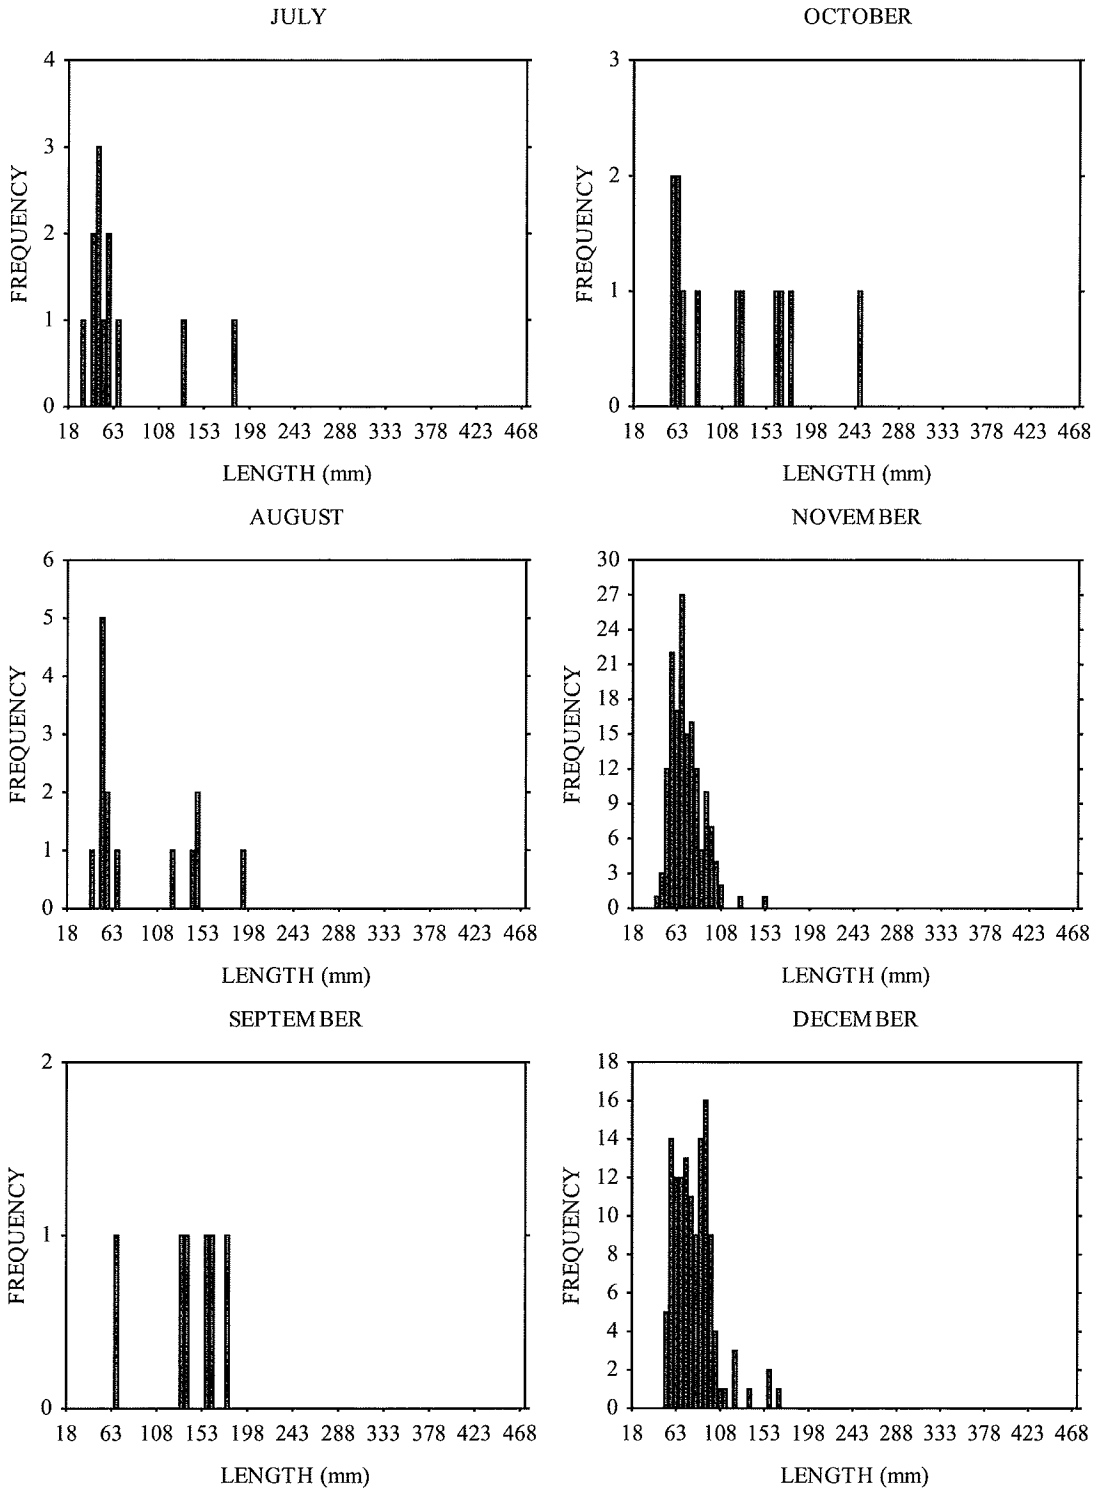 JULY
4
3
2
1
0
FREQUENCY
18 63 108 153 198 243 288 333 378 423 468
LENGTH (mm)
OCTOBER
3
2
1
0
FREQUENCY
18 63 108 153 198 243 288 333 378 423 468
LENGTH (mm)
AUGUST
6
5
4
3
2
1
0
FREQUENCY
18 63 108 153 198 243 288 333 378 423 468
LENGTH (mm)
NOVEMBER
30
27
24
21
18
15
12
9
6
3
0
FREQUENCY
18 63 108 153 198 243 288 333 378 423 468
LENGTH (mm)
SEPTEMBER
2
1
0
FREQUENCY
18 63 108 153 198 243 288 333 378 423 468
LENGTH (mm)
DECEMBER
18
16
14
12
10
8
6
4
2
0
FREQUENCY
18 63 108 153 198 243 288 333 378 423 468
LENGTH (mm)